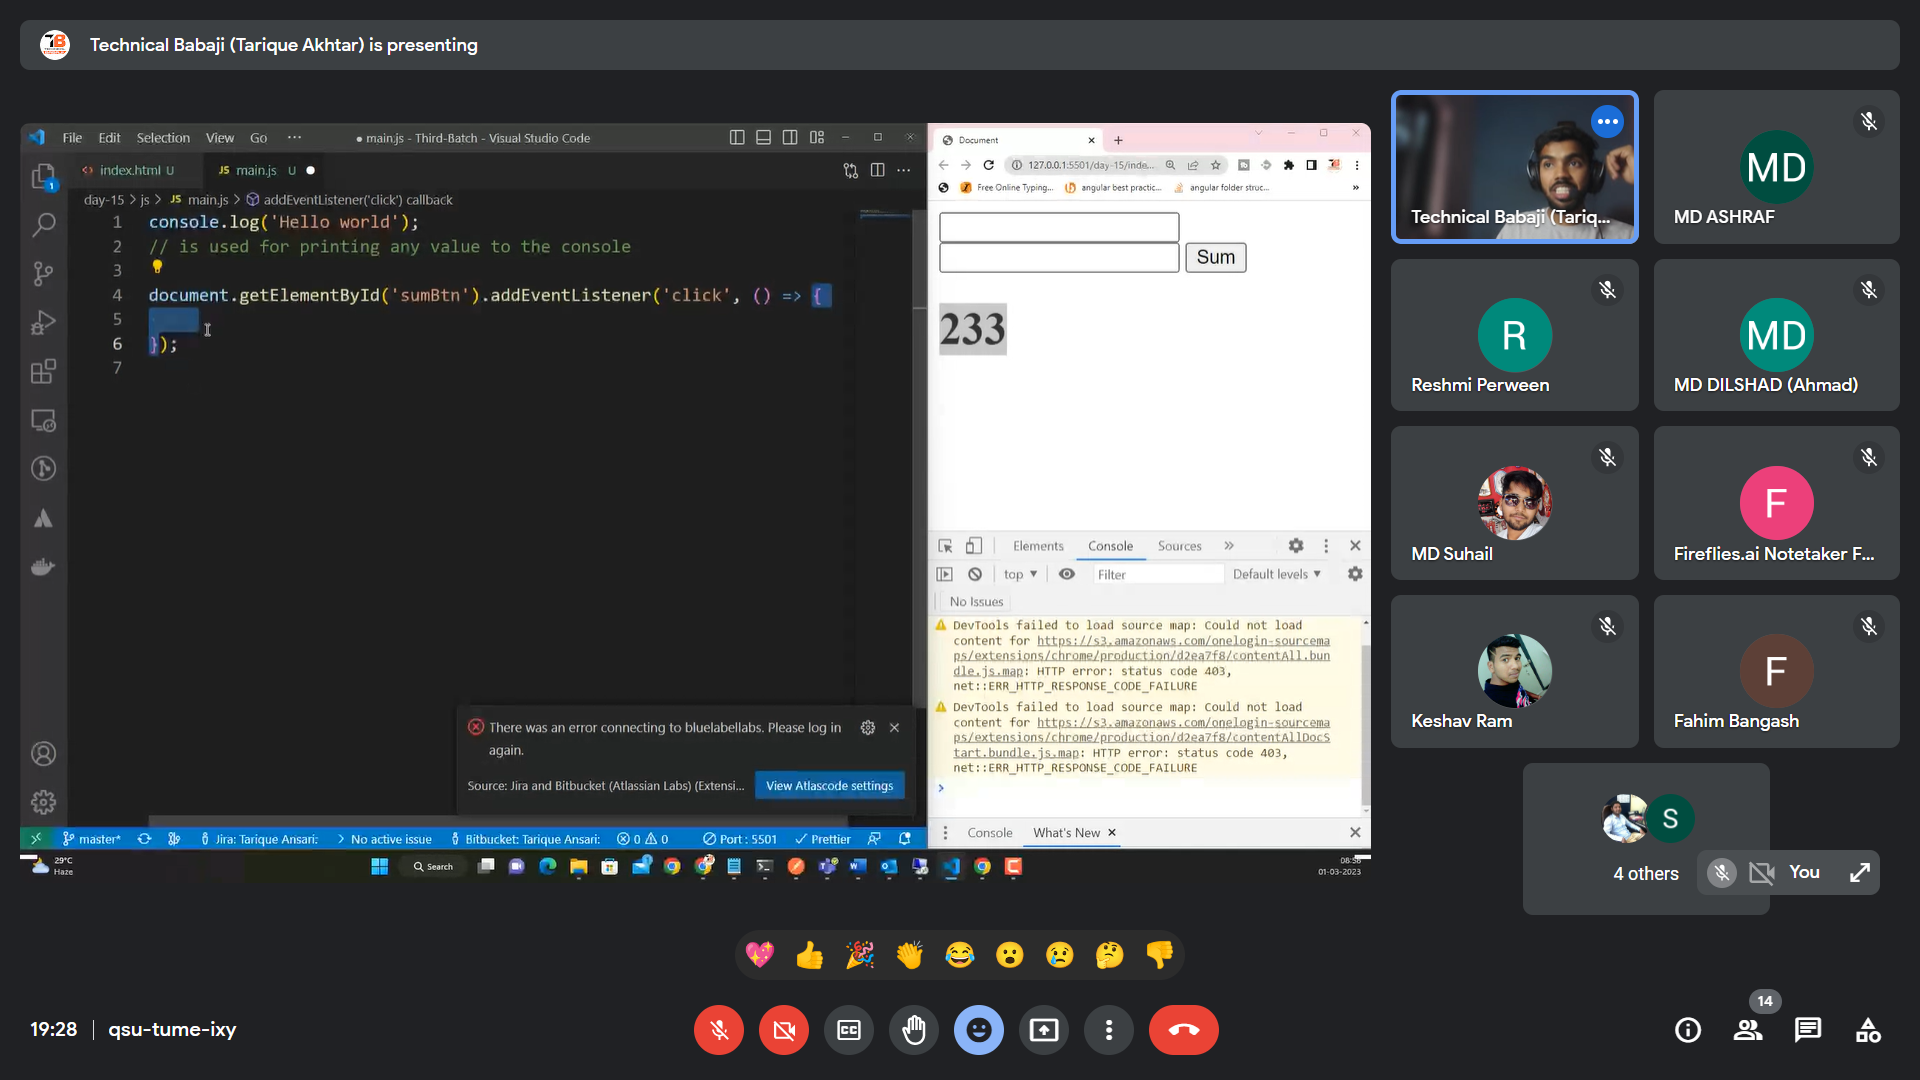 Technical Babaji (Tarique Akhtar) is presenting
File Edit Selection View Go ··· ● main.js - Third-Batch - Visual Studio Code
index.html U JS main.js U
day-15 > js > JS main.js > addEventListener('click') callback
1 console.log('Hello world');
2 // is used for printing any value to the console
3
4 document.getElementById('sumBtn').addEventListener('click', () => {
5
6 });
7
There was an error connecting to bluelabellabs. Please log in
again.
Source: Jira and Bitbucket (Atlassian Labs) (Extensi... View Atlascode settings
master* Jira: Tarique Ansari: No active issue Bitbucket: Tarique Ansari: 0 0 Port : 5501 Prettier
29°C
Haze
Search
08:56
01-03-2023
Document
127.0.0.1:5501/day-15/inde...
Free Online Typing... angular best practic... angular folder struc... »
Sum
233
Elements Console Sources »
top Filter Default levels
No Issues
DevTools failed to load source map: Could not load
content for https://s3.amazonaws.com/onelogin-sourcema
ps/extensions/chrome/production/d2ea7f8/contentAll.bun
dle.js.map: HTTP error: status code 403,
net::ERR_HTTP_RESPONSE_CODE_FAILURE
DevTools failed to load source map: Could not load
content for https://s3.amazonaws.com/onelogin-sourcema
ps/extensions/chrome/production/d2ea7f8/contentAllDocS
tart.bundle.js.map: HTTP error: status code 403,
net::ERR_HTTP_RESPONSE_CODE_FAILURE
Console What's New
Technical Babaji (Tariq...
MD
MD ASHRAF
R
Reshmi Perween
MD
MD DILSHAD (Ahmad)
MD Suhail
F
Fireflies.ai Notetaker F...
Keshav Ram
F
Fahim Bangash
S
4 others
You
19:28 | qsu-tume-ixy
CC
14